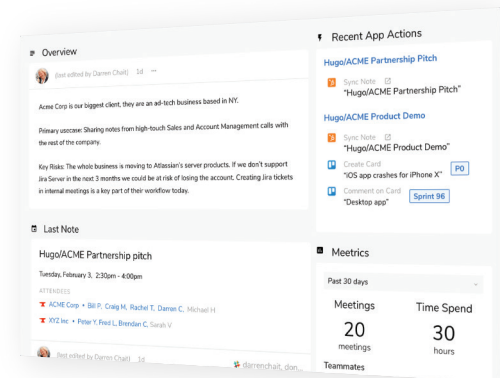 Overview
(last edited by Darren Chait) 1d ...
Acme Corp is our biggest client, they are an ad-tech business based in NY.
Primary usecase: Sharing notes from high-touch Sales and Account Management calls with
the rest of the company.
Key Risks: The whole business is moving to Atlassian's server products. If we don't support
Jira Server in the next 3 months we could be at risk of losing the account. Creating Jira tickets
in internal meetings is a key part of their workflow today.
Last Note
Hugo/ACME Partnership pitch
Tuesday, February 3, 2:30pm - 4:00pm
ATTENDEES
ACME Corp • Bill P, Craig M, Rachel T, Darren C, Michael H
XYZ Inc • Peter Y, Fred L, Brendan C, Sarah V
(last edited by Darren Chait) 1d
darrenchait_don...
Recent App Actions
Hugo/ACME Partnership Pitch
Sync Note
"Hugo/ACME Partnership Pitch"
Hugo/ACME Product Demo
Sync Note
"Hugo/ACME Product Demo"
Create Card
"iOS app crashes for iPhone X" P0
Comment on Card
"Desktop app" Sprint 96
Meetrics
Past 30 days
Meetings Time Spend
20 30
meetings hours
Teammates